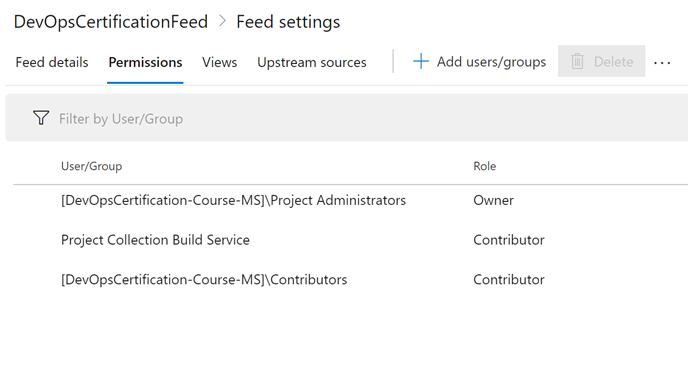 DevOpsCertificationFeed > Feed settings
Feed details Permissions Views Upstream sources + Add users/groups Delete ...
Filter by User/Group
User/Group Role
[DevOpsCertification-Course-MS]\Project Administrators Owner
Project Collection Build Service Contributor
[DevOpsCertification-Course-MS]\Contributors Contributor